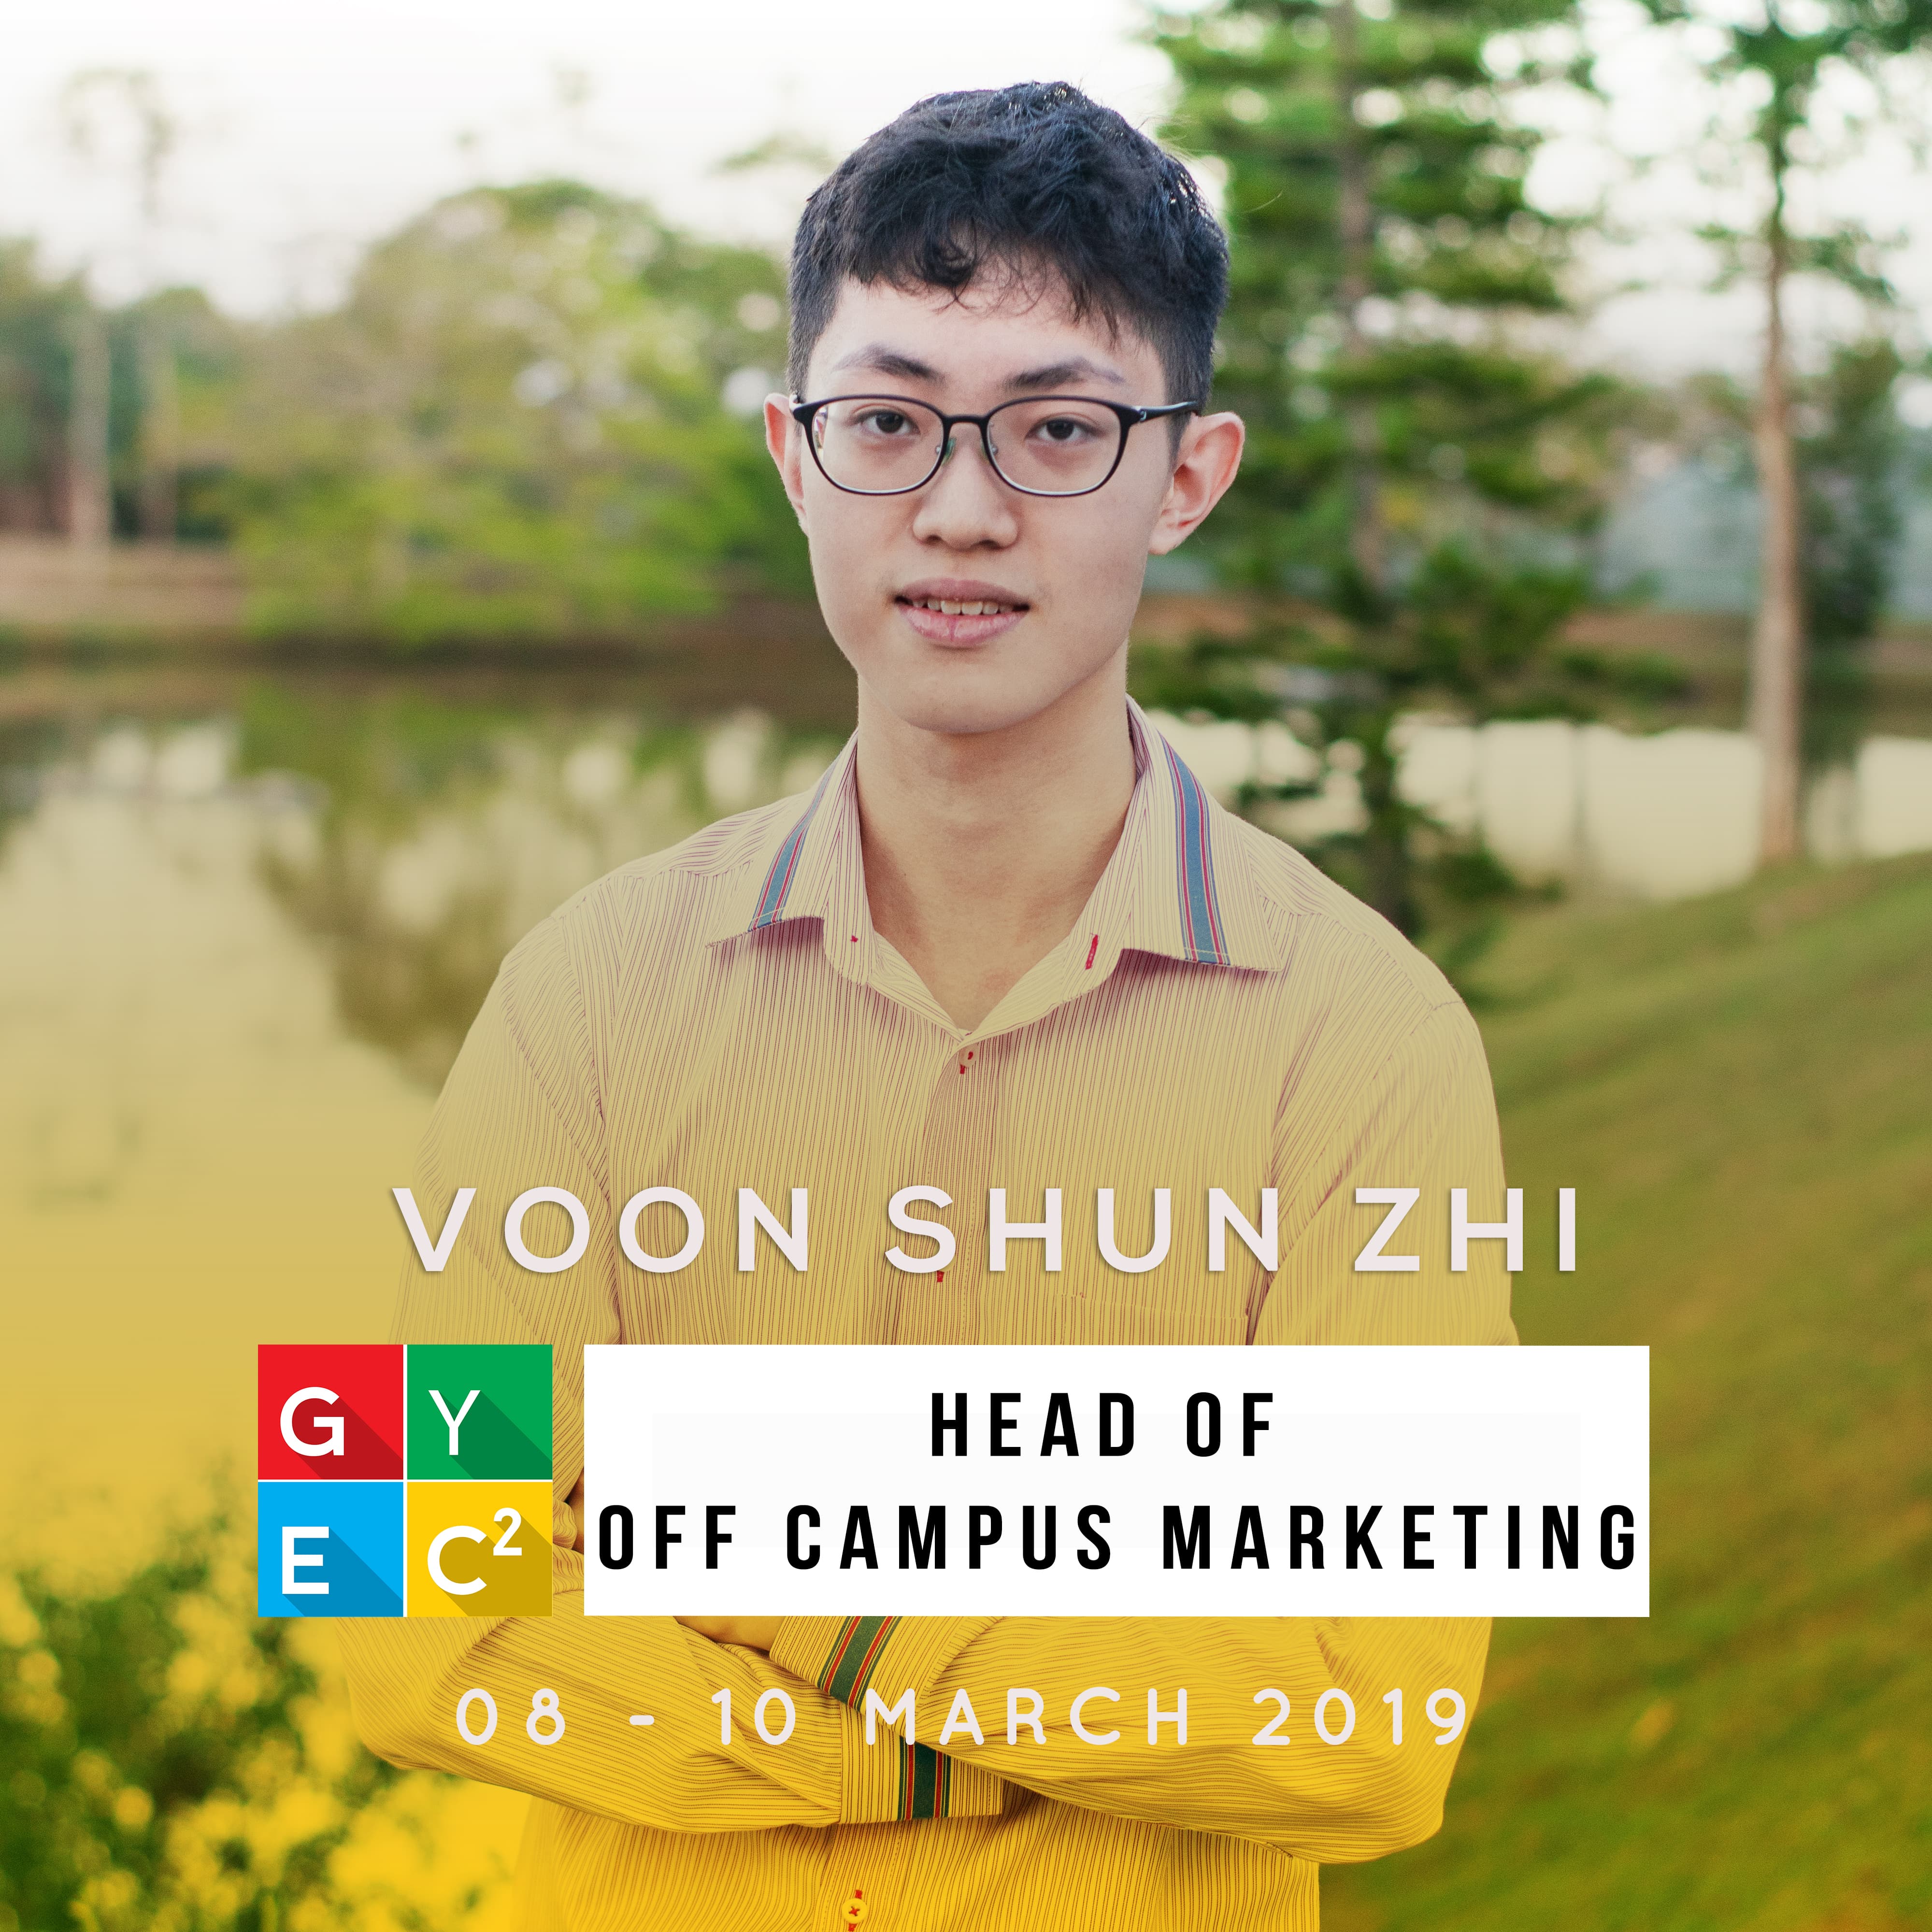 VOON SHUN ZHI
G Y
E C²
HEAD OF
OFF CAMPUS MARKETING
08 - 10 MARCH 2019